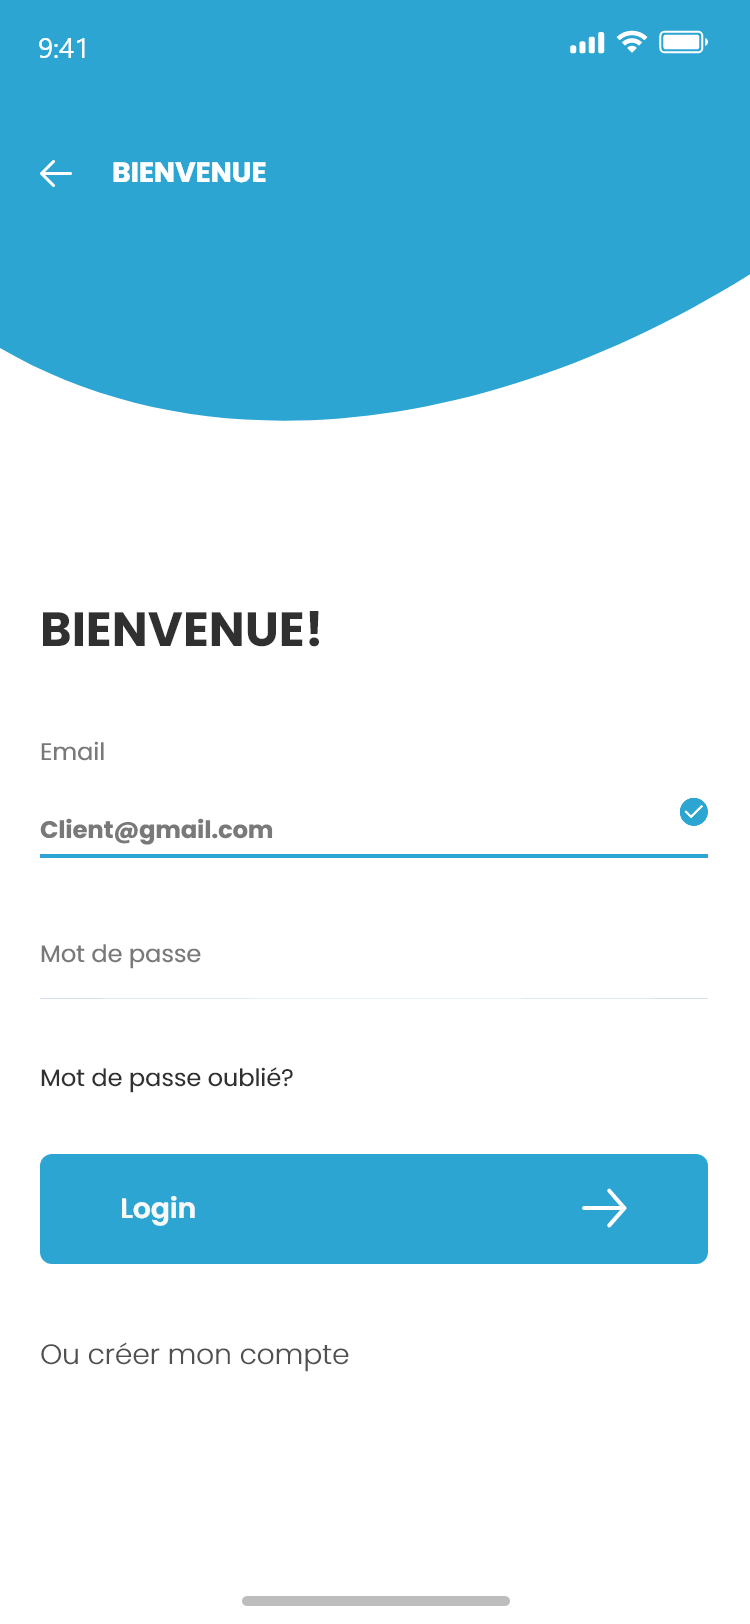 9:41
BIENVENUE
BIENVENUE!
Email
Client@gmail.com
Mot de passe
Mot de passe oublié?
Login
Ou créer mon compte